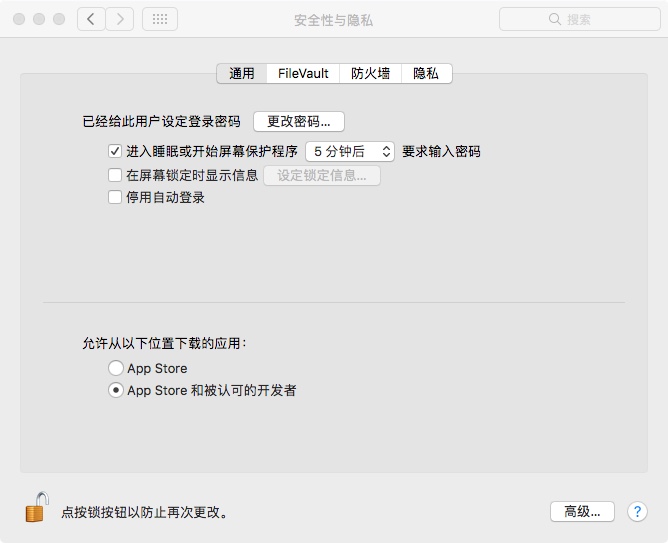 安全性与隐私
搜索
通用 FileVault 防火墙 隐私
已经给此用户设定登录密码 更改密码...
进入睡眠或开始屏幕保护程序 5 分钟后 要求输入密码
在屏幕锁定时显示信息 设定锁定信息...
停用自动登录
允许从以下位置下载的应用：
App Store
App Store 和被认可的开发者
点按锁按钮以防止再次更改。
高级... ?